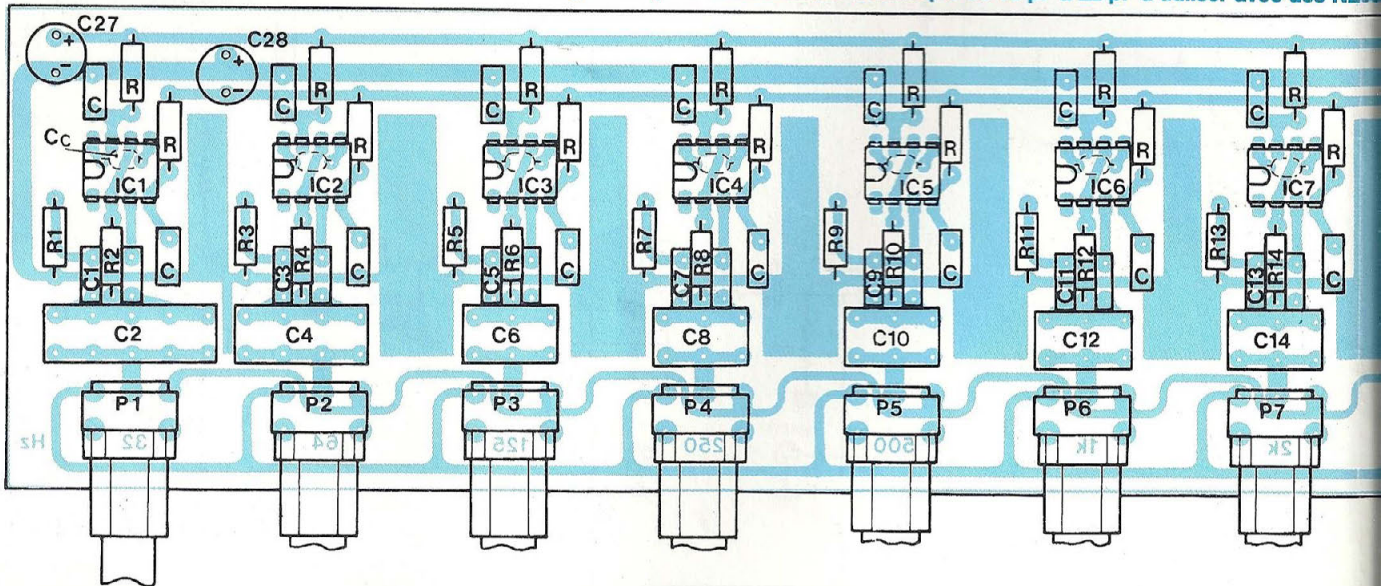 avec des
C27
C28
C R C R C R C R C R C R C R
R R R R R R R
Cc
IC1 IC2 IC3 IC4 IC5 IC6 IC7
R1 R3 R5 R7 R9 R11 R13
C1 R2 C3 R4 C5 R6 C7 R8 C9 R10 C11 R12 C13 R14
C C C C C C C
C2 C4 C6 C8 C10 C12 C14
P1 P2 P3 P4 P5 P6 P7
Hz 32 64 125 250 500 1k 2k